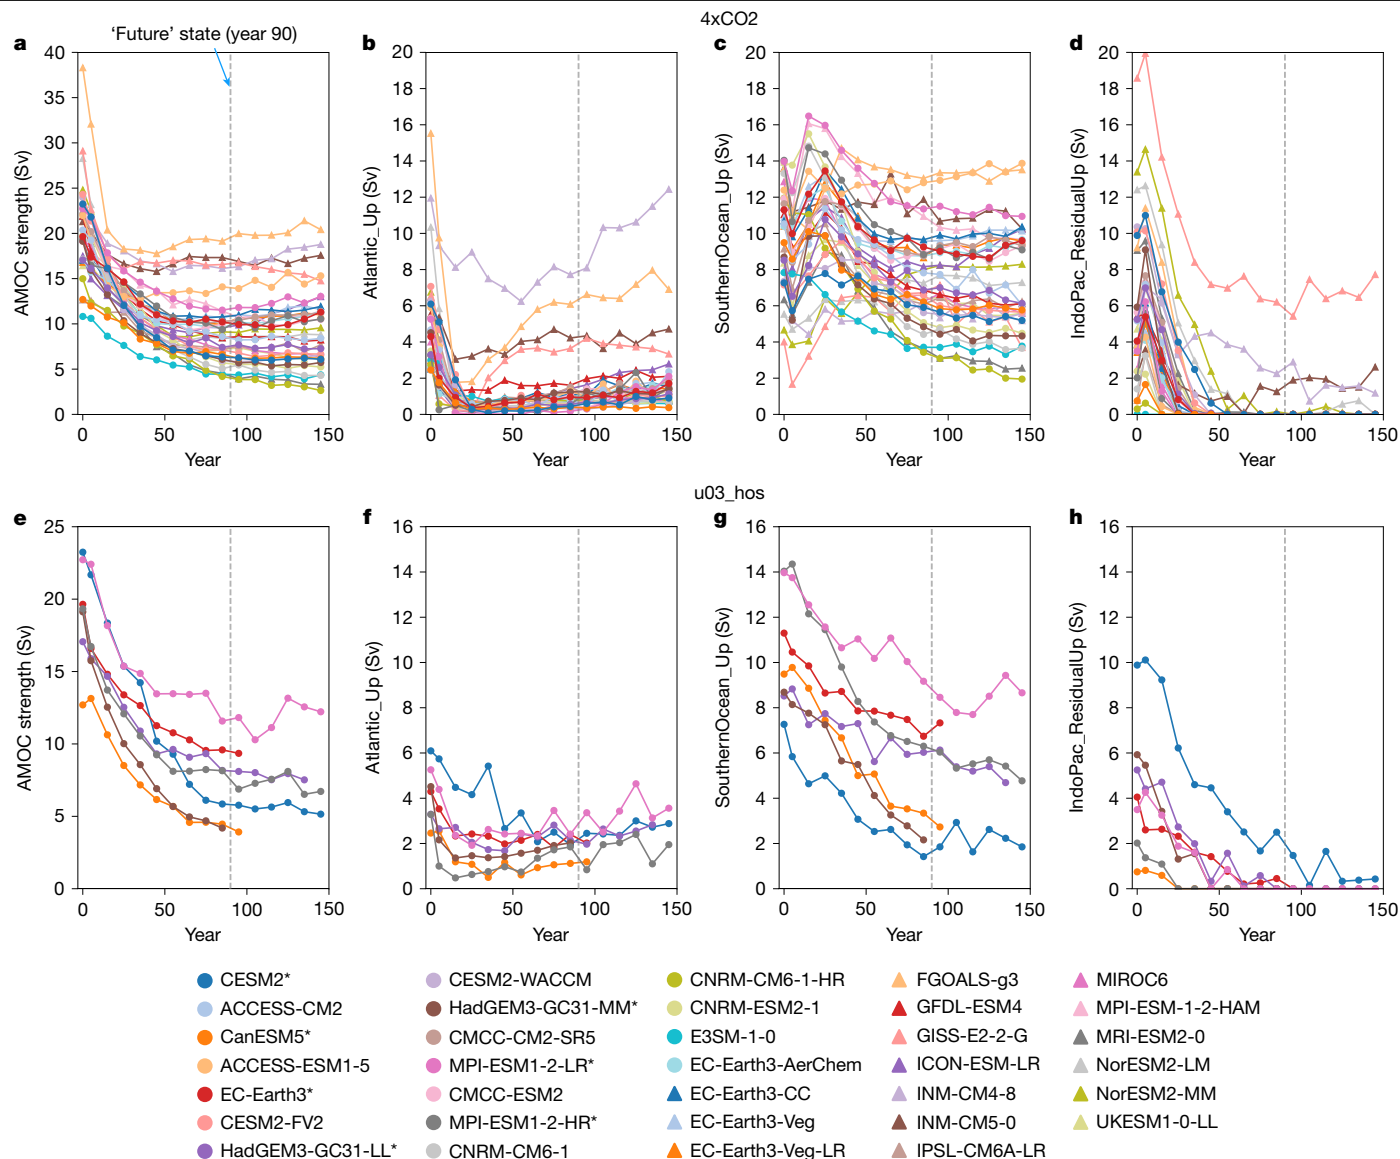 4xCO2
'Future' state (year 90)
a
b
c
d
AMOC strength (Sv)
40
35
30
25
20
15
10
5
0
0
50
100
150
Year
Atlantic_Up (Sv)
20
18
16
14
12
10
8
6
4
2
0
0
50
100
150
Year
SouthernOcean_Up (Sv)
20
18
16
14
12
10
8
6
4
2
0
0
50
100
150
Year
IndoPac_ResidualUp (Sv)
20
18
16
14
12
10
8
6
4
2
0
0
50
100
150
Year
u03_hos
e
f
g
h
AMOC strength (Sv)
25
20
15
10
5
0
0
50
100
150
Year
Atlantic_Up (Sv)
16
14
12
10
8
6
4
2
0
0
50
100
150
Year
SouthernOcean_Up (Sv)
16
14
12
10
8
6
4
2
0
0
50
100
150
Year
IndoPac_ResidualUp (Sv)
16
14
12
10
8
6
4
2
0
0
50
100
150
Year
CESM2*
ACCESS-CM2
CanESM5*
ACCESS-ESM1-5
EC-Earth3*
CESM2-FV2
HadGEM3-GC31-LL*
CESM2-WACCM
HadGEM3-GC31-MM*
CMCC-CM2-SR5
MPI-ESM1-2-LR*
CMCC-ESM2
MPI-ESM1-2-HR*
CNRM-CM6-1
CNRM-CM6-1-HR
CNRM-ESM2-1
E3SM-1-0
EC-Earth3-AerChem
EC-Earth3-CC
EC-Earth3-Veg
EC-Earth3-Veg-LR
FGOALS-g3
GFDL-ESM4
GISS-E2-2-G
ICON-ESM-LR
INM-CM4-8
INM-CM5-0
IPSL-CM6A-LR
MIROC6
MPI-ESM-1-2-HAM
MRI-ESM2-0
NorESM2-LM
NorESM2-MM
UKESM1-0-LL